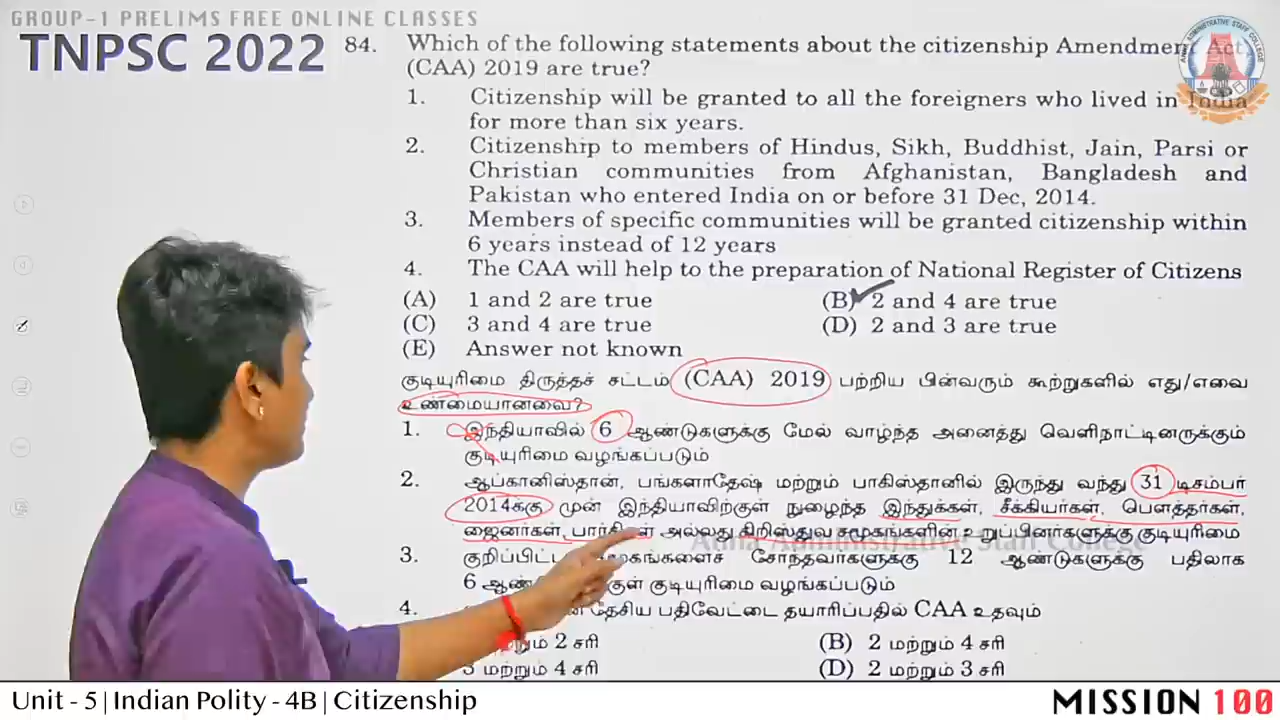 GROUP-1 PRELIMS FREE ONLINE CLASSES
TNPSC 2022
84. Which of the following statements about the citizenship Amendment Act
(CAA) 2019 are true?
1. Citizenship will be granted to all the foreigners who lived in India
for more than six years.
2. Citizenship to members of Hindus, Sikh, Buddhist, Jain, Parsi or
Christian communities from Afghanistan, Bangladesh and
Pakistan who entered India on or before 31 Dec, 2014.
3. Members of specific communities will be granted citizenship within
6 years instead of 12 years
4. The CAA will help to the preparation of National Register of Citizens
(A) 1 and 2 are true (B) 2 and 4 are true
(C) 3 and 4 are true (D) 2 and 3 are true
(E) Answer not known
குடியுரிமை திருத்தச் சட்டம் (CAA) 2019 பற்றிய பின்வரும் கூற்றுகளில் எது/எவை
உண்மையானவை?
1. இந்தியாவில் 6 ஆண்டுகளுக்கு மேல் வாழ்ந்த அனைத்து வெளிநாட்டினருக்கும்
குடியுரிமை வழங்கப்படும்
2. ஆப்கானிஸ்தான், பங்களாதேஷ் மற்றும் பாகிஸ்தானில் இருந்து வந்து 31 டிசம்பர்
2014க்கு முன் இந்தியாவிற்குள் நுழைந்த இந்துக்கள், சீக்கியர்கள், பௌத்தர்கள்,
ஜைனர்கள், அல்லது கிறிஸ்துவ சமூகங்களின் உறுப்பினர்களுக்கு குடியுரிமை
3. சேர்ந்தவர்களுக்கு 12 ஆண்டுகளுக்கு பதிலாக
6 குடியுரிமை வழங்கப்படும்
4. தேசிய பதிவேட்டை தயாரிப்பதில் CAA உதவும்
2 சரி (B) 2 மற்றும் 4 சரி
3 மற்றும் 4 சரி (D) 2 மற்றும் 3 சரி
Administrative Staff College
Unit - 5 | Indian Polity - 4B | Citizenship
MISSION 100